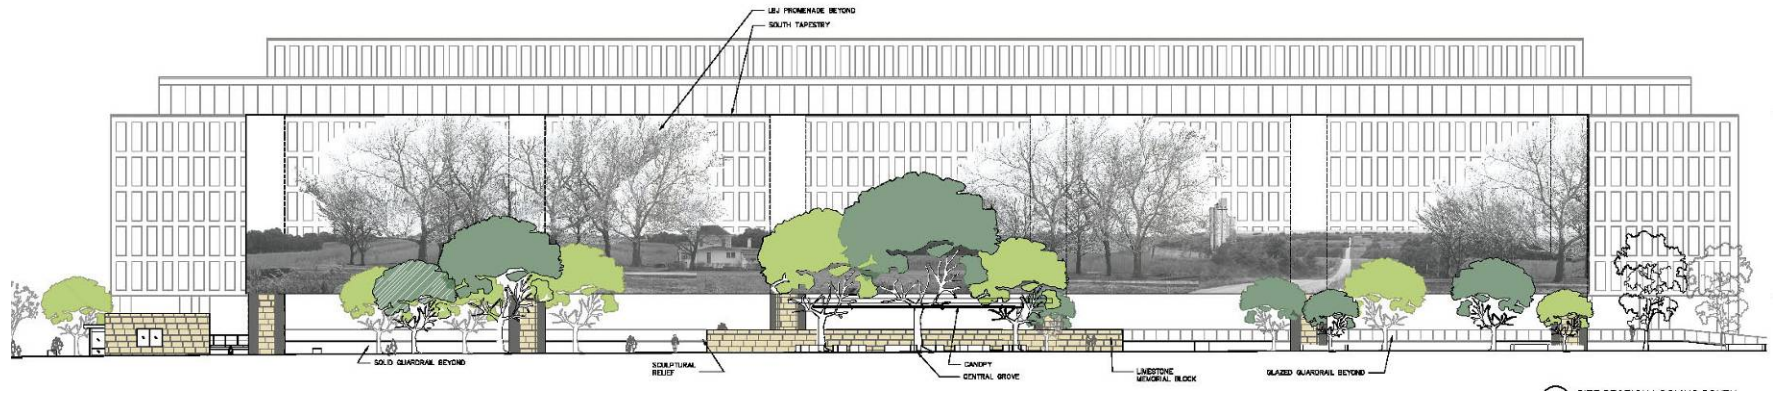 LBJ PROMENADE BEYOND
SOUTH TAPESTRY
SOLID GUARDRAIL BEYOND
SCULPTURAL
RELIEF
CANOPY
CENTRAL GROVE
LIMESTONE
MEMORIAL BLOCK
GLAZED GUARDRAIL BEYOND